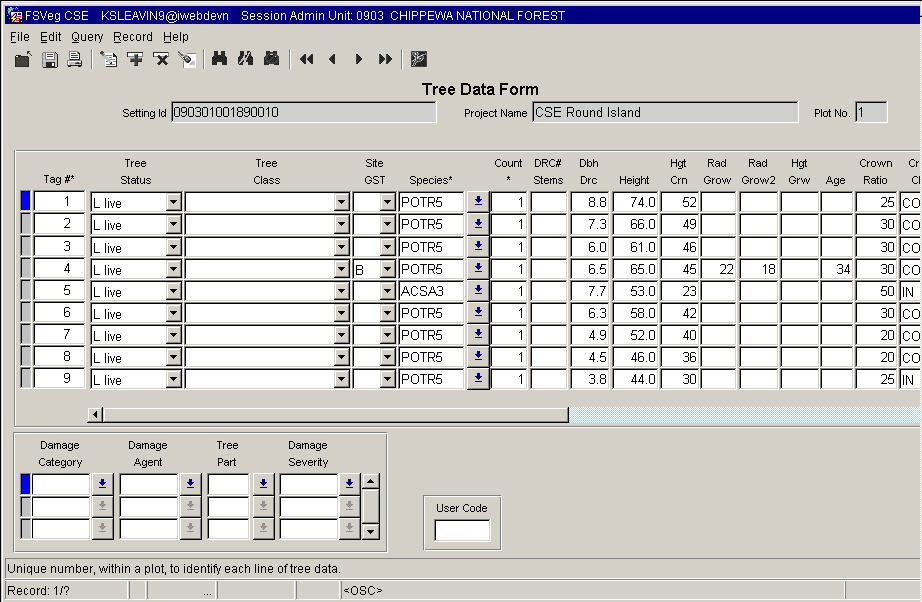 FSVeg CSE KSLEAVIN9@iwebdevn Session Admin Unit: 0903 CHIPPEWA NATIONAL FOREST
File Edit Query Record Help
Tree Data Form
Setting Id 090301001890010 Project Name CSE Round Island Plot No. 1
Tree Tree Site Count DRC# Dbh Hgt Rad Rad Hgt Crown Cr
Tag #* Status Class GST Species* * Stems Drc Height Crn Grow Grow2 Grw Age Ratio Cl
1 L live POTR5 1 8.8 74.0 52 25 CO
2 L live POTR5 1 7.3 66.0 49 30 CO
3 L live POTR5 1 6.0 61.0 46 30 CO
4 L live B POTR5 1 6.5 65.0 45 22 18 34 30 CO
5 L live ACSA3 1 7.7 53.0 23 50 IN
6 L live POTR5 1 6.3 58.0 42 30 CO
7 L live POTR5 1 4.9 52.0 40 20 CO
8 L live POTR5 1 4.5 46.0 36 20 CO
9 L live POTR5 1 3.8 44.0 30 25 IN
Damage Damage Tree Damage
Category Agent Part Severity
User Code
Unique number, within a plot, to identify each line of tree data.
Record: 1/? ... <OSC>